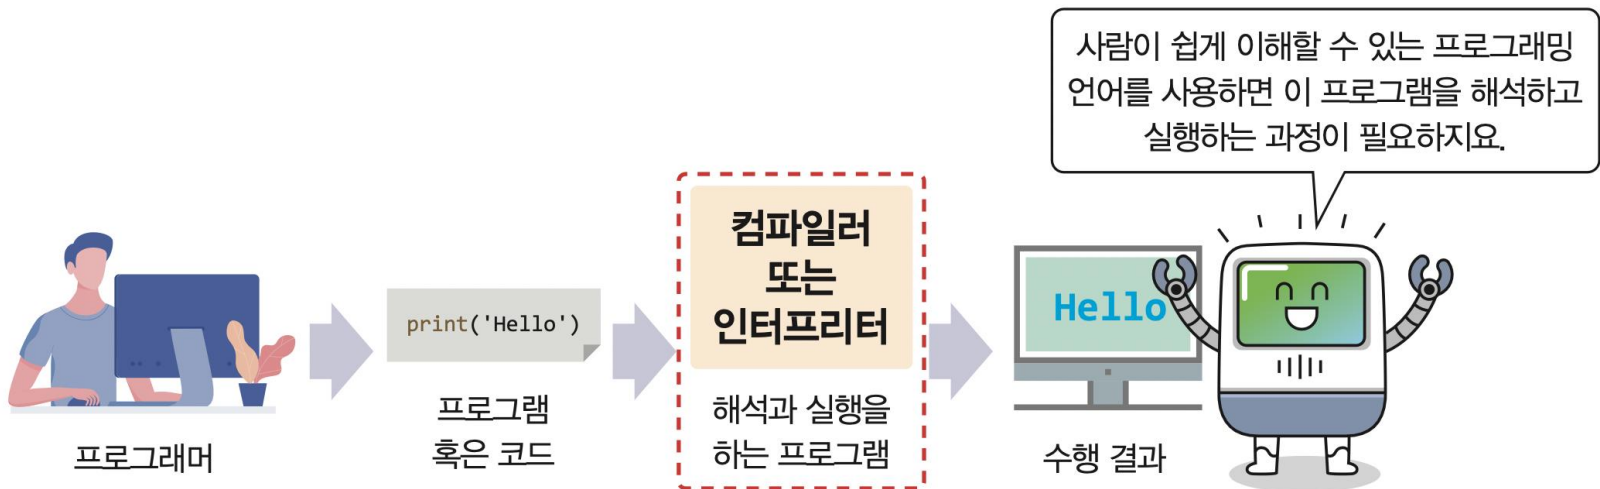 사람이 쉽게 이해할 수 있는 프로그래밍
언어를 사용하면 이 프로그램을 해석하고
실행하는 과정이 필요하지요.
컴파일러
또는
인터프리터
print('Hello')
Hello
프로그래머
프로그램
혹은 코드
해석과 실행을
하는 프로그램
수행 결과